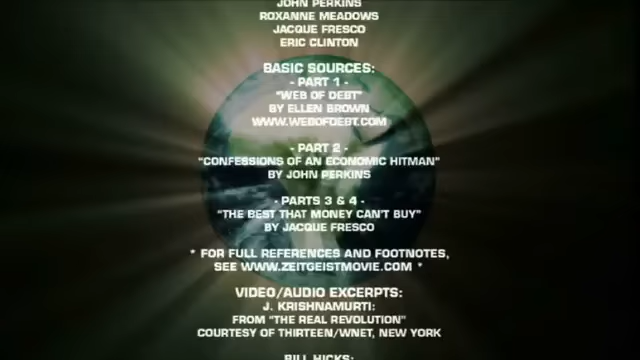 JOHN PERKINS
ROXANNE MEADOWS
JACQUE FRESCO
ERIC CLINTON
BASIC SOURCES:
- PART 1 -
"WEB OF DEBT"
BY ELLEN BROWN
WWW.WEBOFDEBT.COM
- PART 2 -
"CONFESSIONS OF AN ECONOMIC HITMAN"
BY JOHN PERKINS
- PARTS 3 & 4 -
"THE BEST THAT MONEY CAN'T BUY"
BY JACQUE FRESCO
* FOR FULL REFERENCES AND FOOTNOTES,
SEE WWW.ZEITGEISTMOVIE.COM *
VIDEO/AUDIO EXCERPTS:
J. KRISHNAMURTI:
FROM "THE REAL REVOLUTION"
COURTESY OF THIRTEEN/WNET, NEW YORK
BILL HICKS: